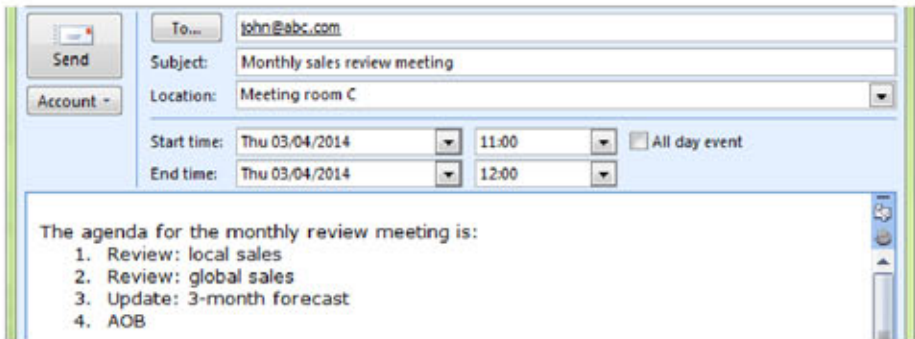 To... john@abc.com
Send Subject: Monthly sales review meeting
Account Location: Meeting room C
Start time: Thu 03/04/2014 11:00 All day event
End time: Thu 03/04/2014 12:00
The agenda for the monthly review meeting is:
1. Review: local sales
2. Review: global sales
3. Update: 3-month forecast
4. AOB